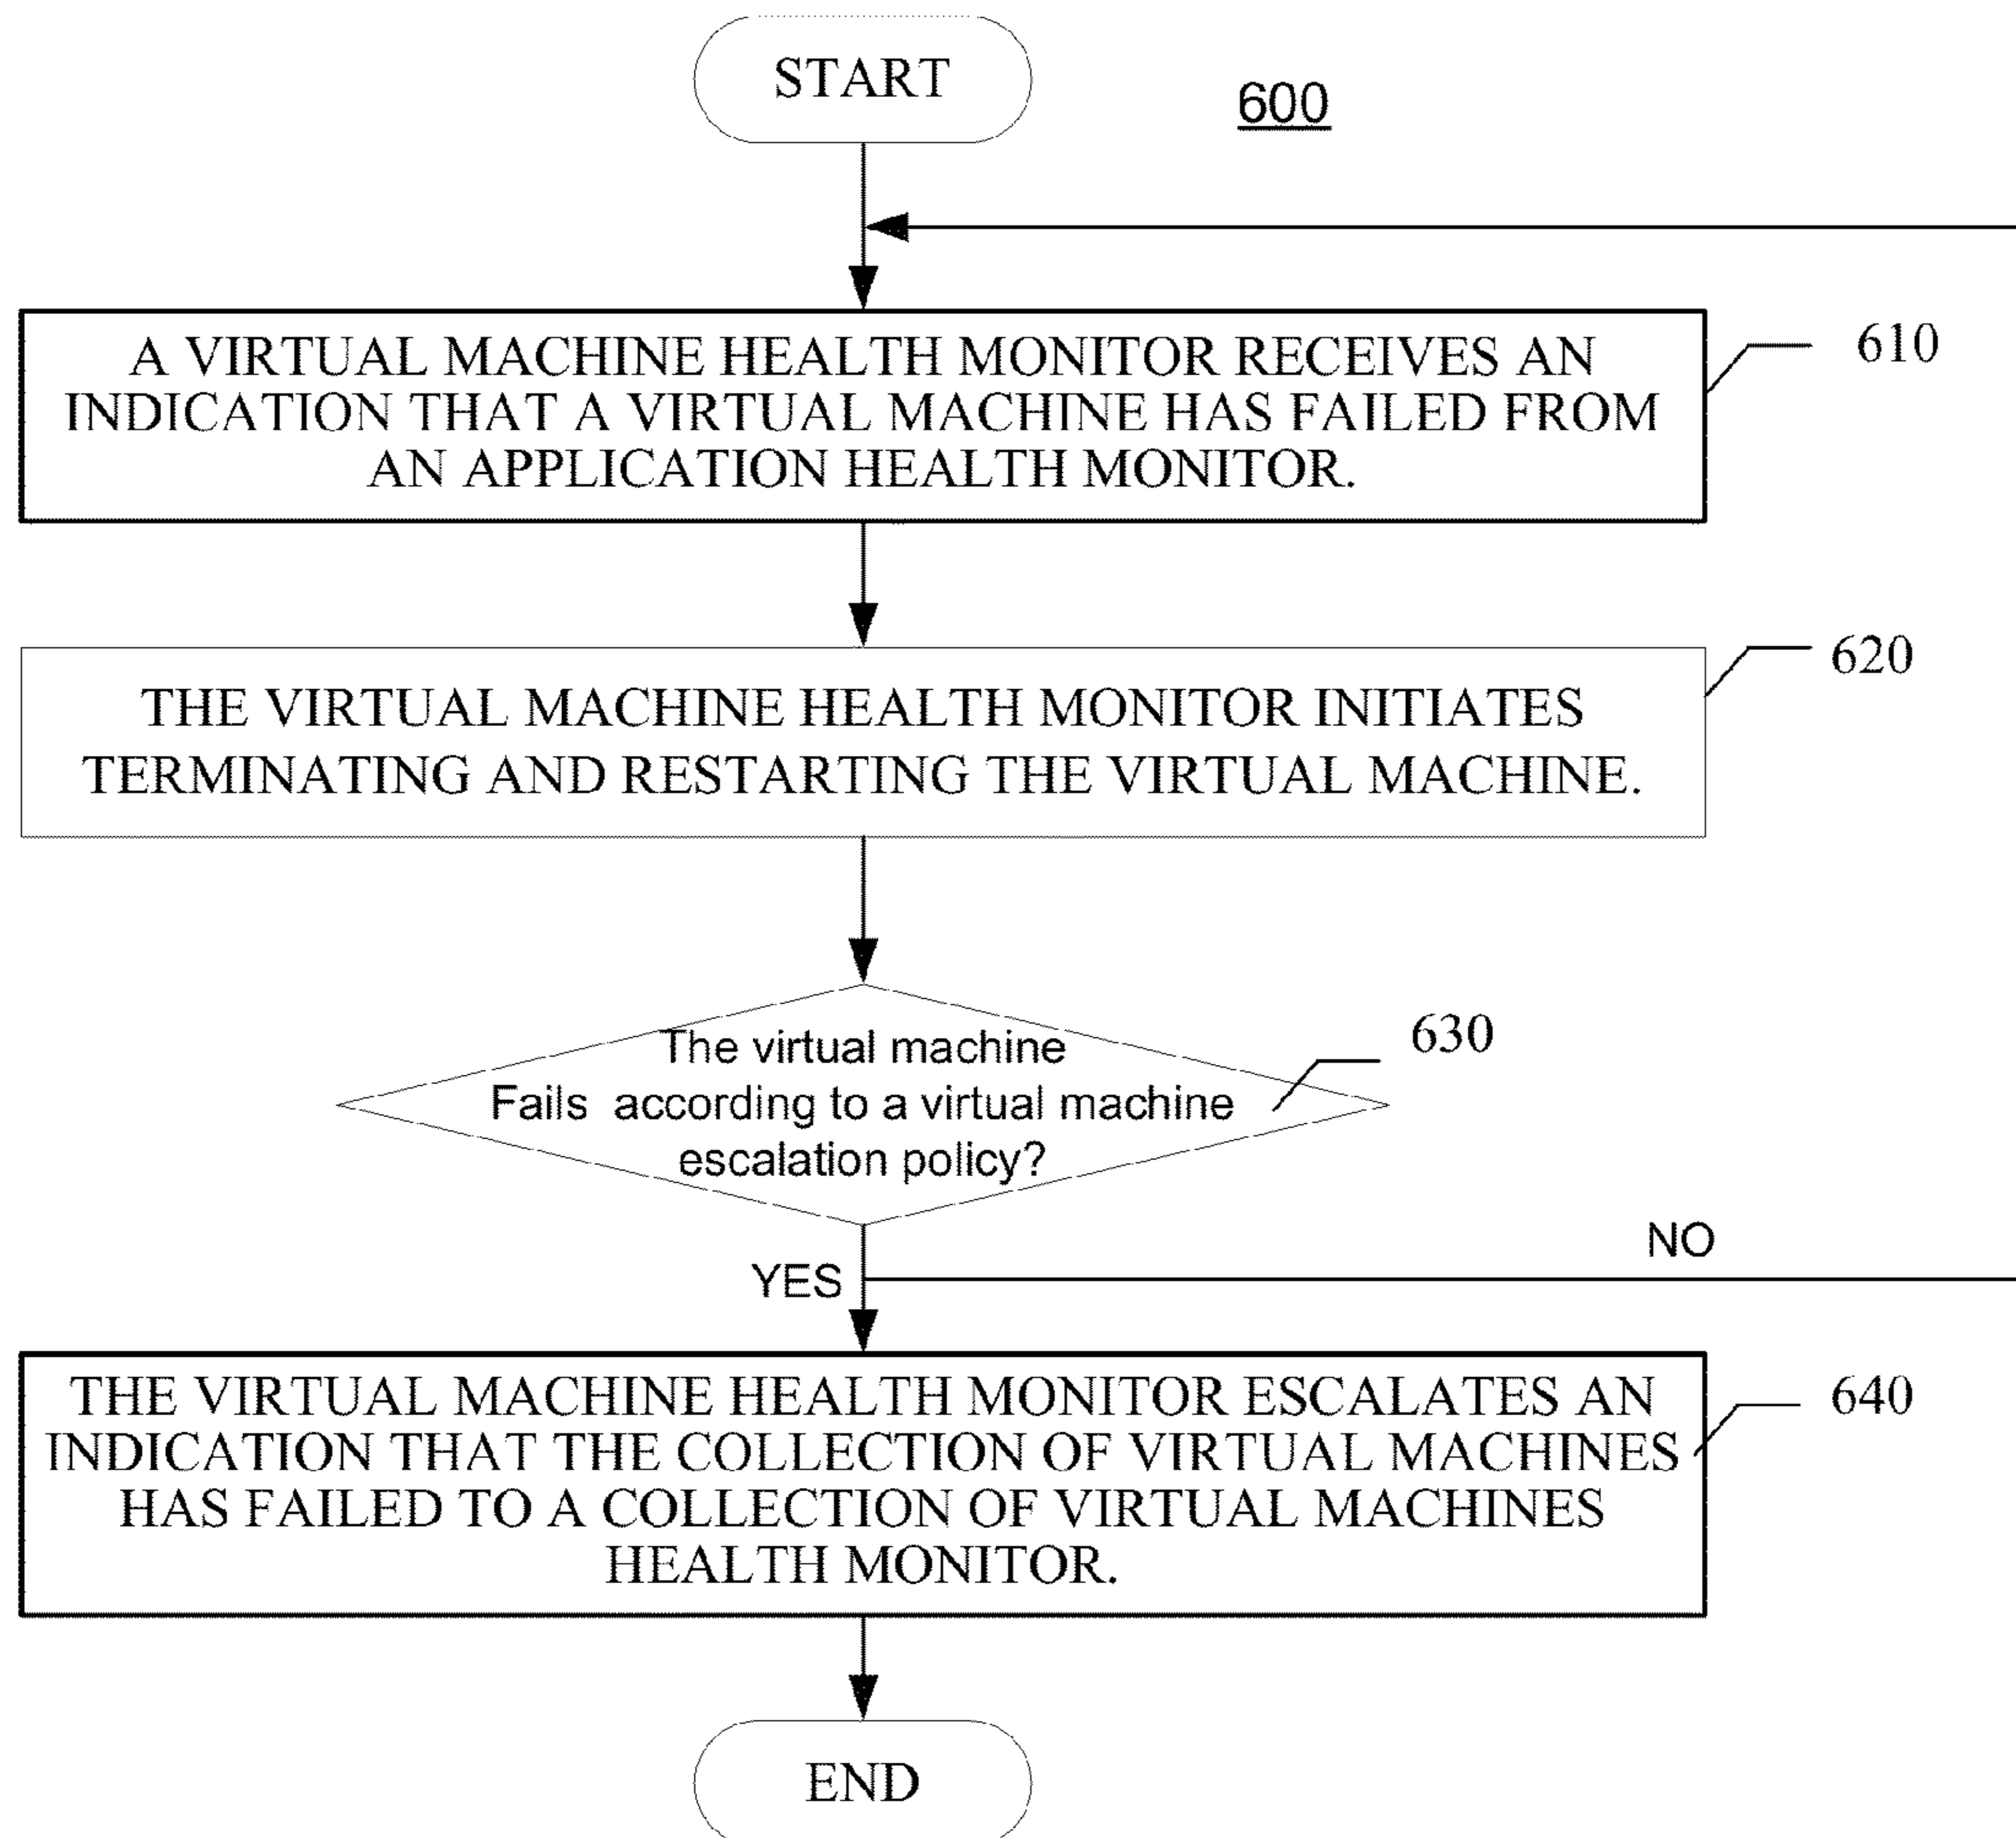 START
600
A VIRTUAL MACHINE HEALTH MONITOR RECEIVES AN
INDICATION THAT A VIRTUAL MACHINE HAS FAILED FROM
AN APPLICATION HEALTH MONITOR.
610
THE VIRTUAL MACHINE HEALTH MONITOR INITIATES
TERMINATING AND RESTARTING THE VIRTUAL MACHINE.
620
The virtual machine
Fails according to a virtual machine
escalation policy?
630
NO
YES
THE VIRTUAL MACHINE HEALTH MONITOR ESCALATES AN
INDICATION THAT THE COLLECTION OF VIRTUAL MACHINES
HAS FAILED TO A COLLECTION OF VIRTUAL MACHINES
HEALTH MONITOR.
640
END